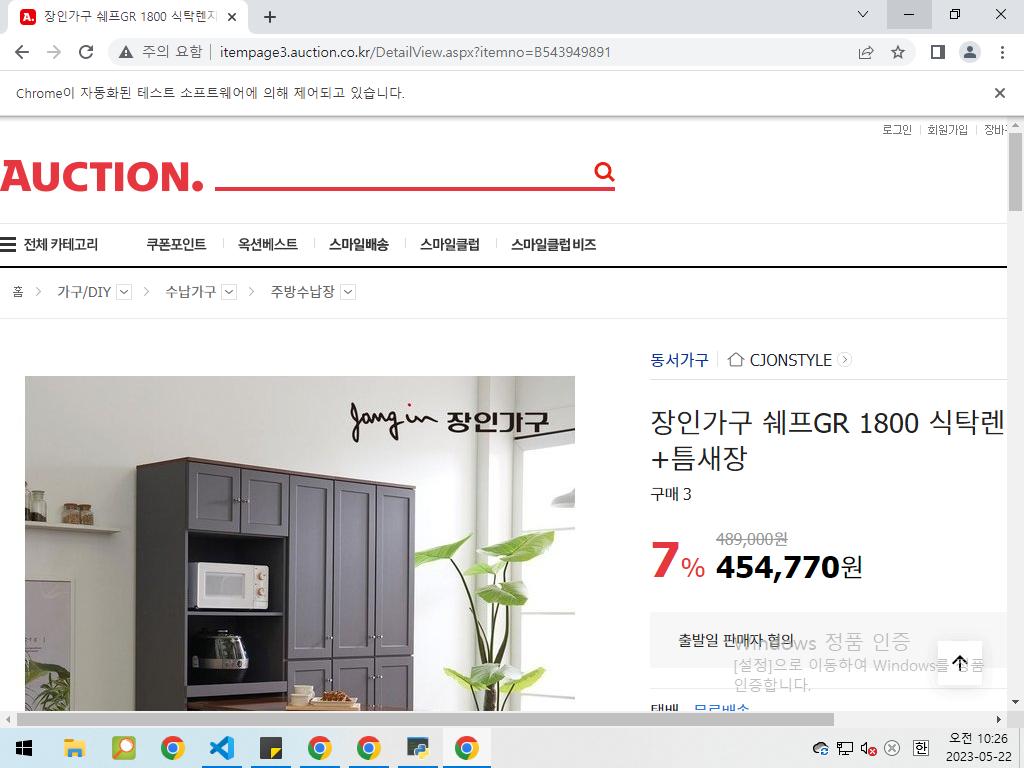 장인가구 쉐프GR 1800 식탁렌지
주의 요함
itempage3.auction.co.kr/DetailView.aspx?itemno=B543949891
Chrome이 자동화된 테스트 소프트웨어에 의해 제어되고 있습니다.
로그인 회원가입 장바
AUCTION.
전체 카테고리 쿠폰포인트 옥션베스트 스마일배송 스마일클럽 스마일클럽 비즈
홈 가구/DIY 수납가구 주방수납장
동서가구 CJONSTYLE
Jang in 장인가구
장인가구 쉐프GR 1800 식탁렌
+틈새장
구매 3
489,000원
7% 454,770원
출발일 판매자 협의
Windows 정품 인증
[설정]으로 이동하여 Windows를 정품
인증합니다.
택배 무료배송
한
오전 10:26
2023-05-22